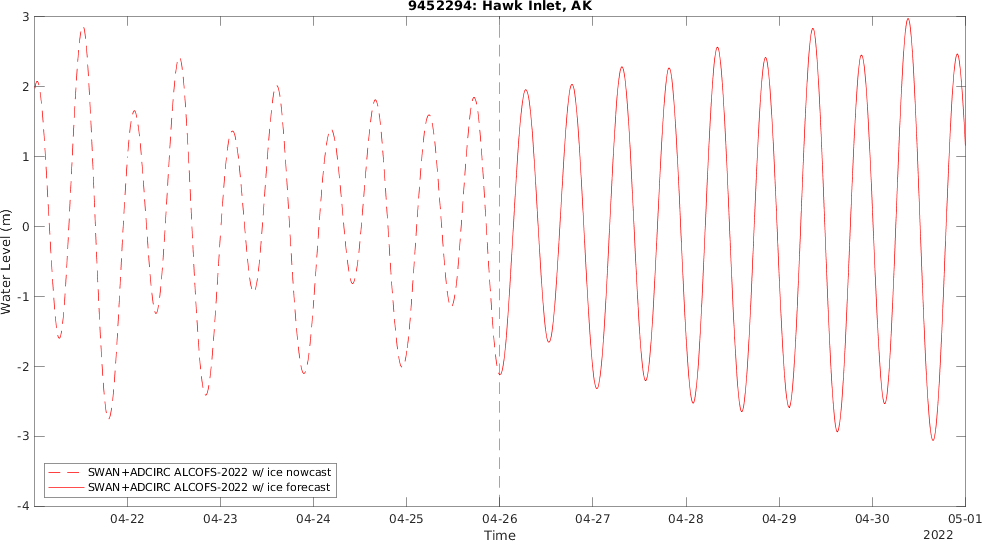 9452294: Hawk Inlet, AK
3
2
1
0
-1
-2
-3
-4
Water Level (m)
SWAN+ADCIRC ALCOFS-2022 w/ ice nowcast
SWAN+ADCIRC ALCOFS-2022 w/ ice forecast
04-22 04-23 04-24 04-25 04-26 04-27 04-28 04-29 04-30 05-01
Time
2022